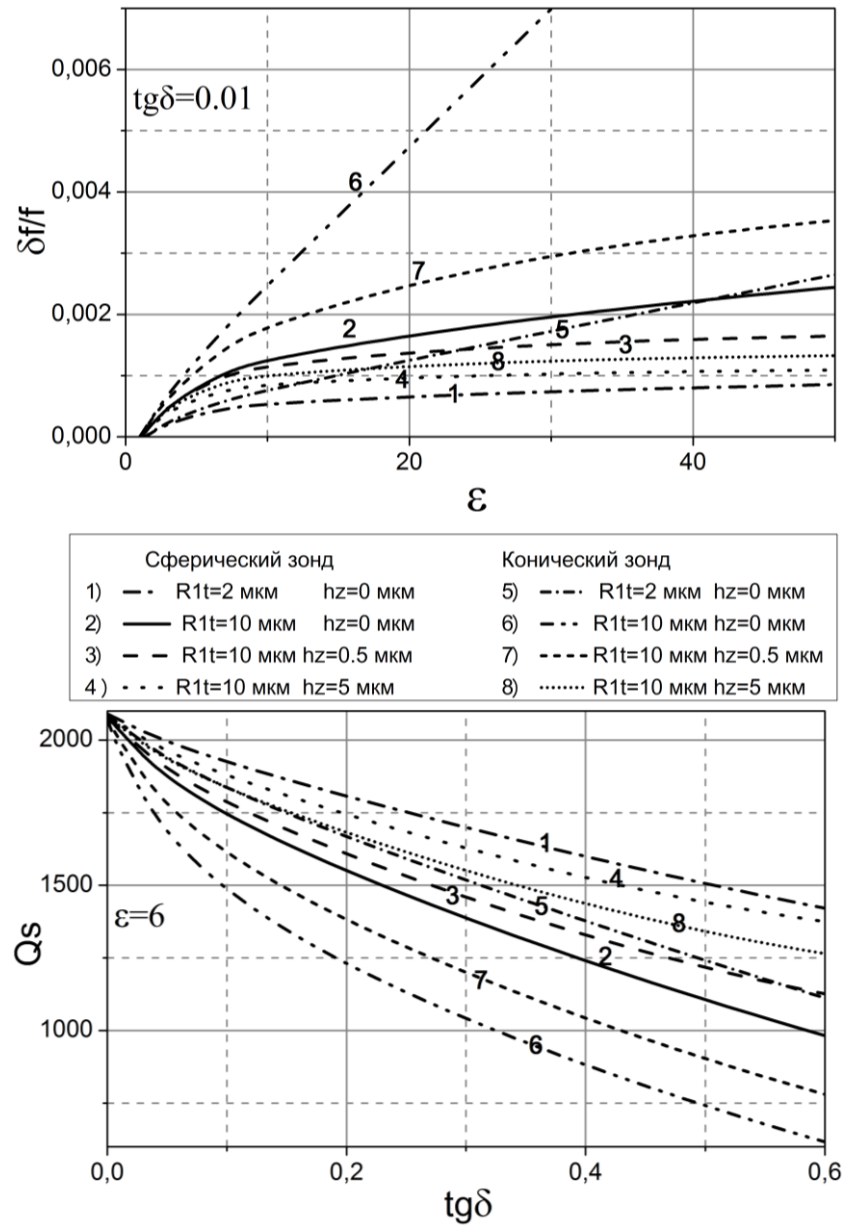 0,006
tgδ=0.01
6
0,004
δf/f
7
0,002
2
5
3
8
4
1
0,000
0
20
40
ε
Сферический зонд
Конический зонд
1) R1t=2 мкм hz=0 мкм
5) R1t=2 мкм hz=0 мкм
2) R1t=10 мкм hz=0 мкм
6) R1t=10 мкм hz=0 мкм
3) R1t=10 мкм hz=0.5 мкм
7) R1t=10 мкм hz=0.5 мкм
4) R1t=10 мкм hz=5 мкм
8) R1t=10 мкм hz=5 мкм
2000
1
4
1500
3
5
8
ε=6
Qs
2
7
1000
6
0,0
0,2
0,4
0,6
tgδ